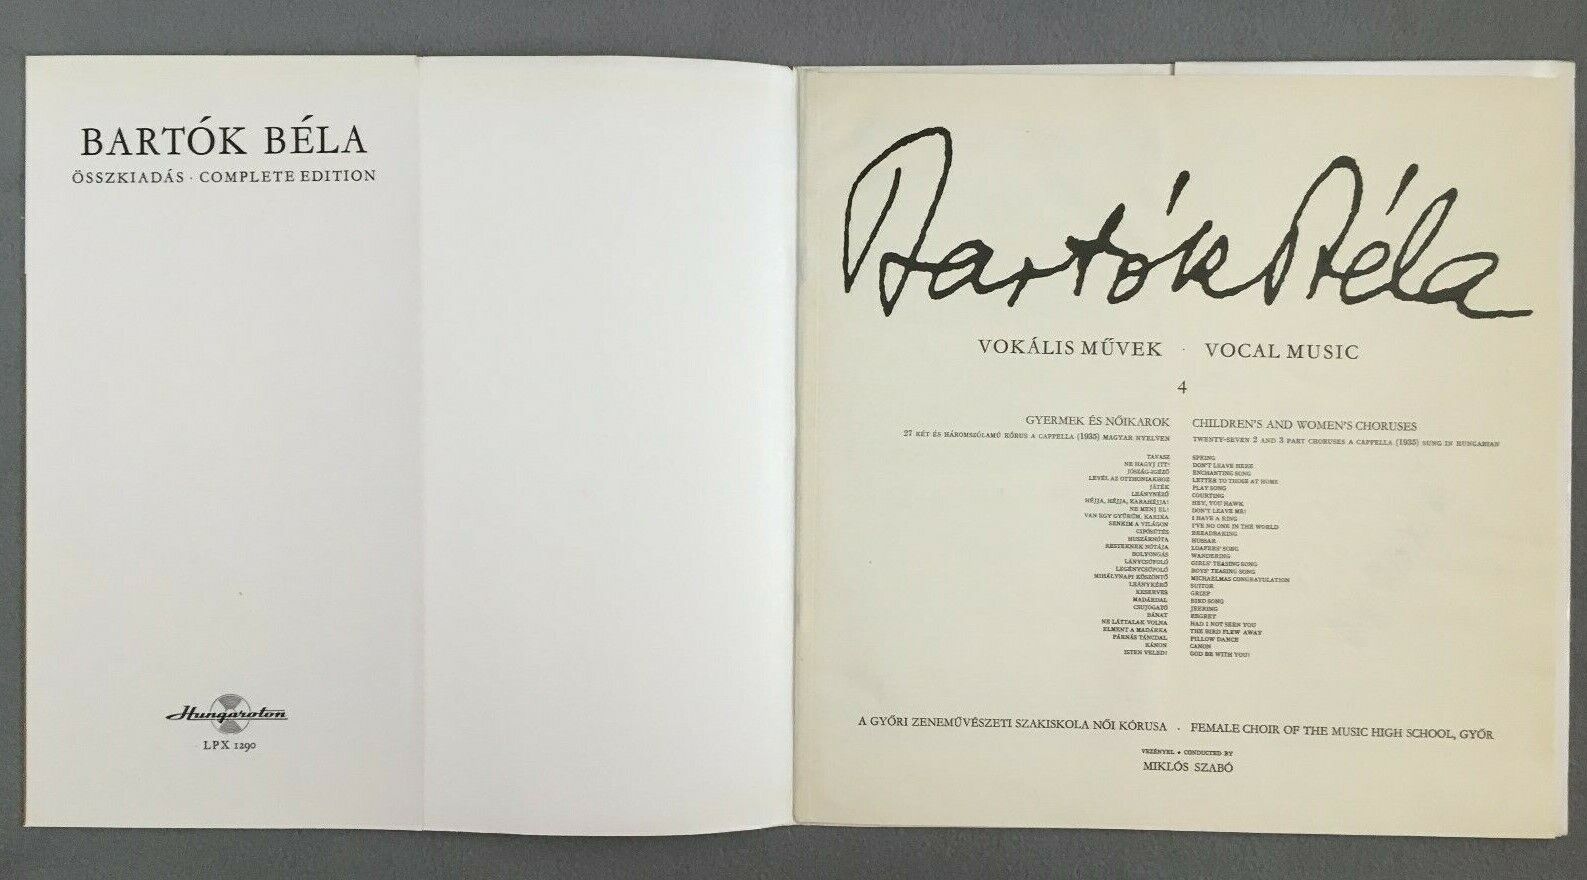 BARTÓK BÉLA
ÖSSZKIADÁS · COMPLETE EDITION
Hungaroton
LPX 1290
Bartók Béla
VOKÁLIS MŰVEK · VOCAL MUSIC
4
GYERMEK ÉS NŐIKAROK CHILDREN'S AND WOMEN'S CHORUSES
27 KÉT ÉS HÁROMSZÓLAMÚ KÓRUS A CAPPELLA (1935) MAGYAR NYELVEN TWENTY-SEVEN 2 AND 3 PART CHORUSES A CAPPELLA (1935) SUNG IN HUNGARIAN
TAVASZ SPRING
NE HAGYJ ITT! DON'T LEAVE HERE
JÓSZÁG-IGÉZŐ ENCHANTING SONG
LEVÉL AZ OTTHONIAKHOZ LETTER TO THOSE AT HOME
JÁTÉK PLAY SONG
LEÁNYNÉZŐ COURTING
HÉJJA, HÉJJA, KARAHÉJJA! HEY, YOU HAWK
NE MENJ EL! DON'T LEAVE ME!
VAN EGY GYŰRŰM, KARIKA I HAVE A RING
SENKIM A VILÁGON I'VE NO ONE IN THE WORLD
CIPÓSÜTÉS BREADBAKING
HUSZÁRNÓTA HUSSAR
RESTEKNEK NÓTÁJA LOAFERS' SONG
BOLYONGÁS WANDERING
LÁNYCSÚFOLÓ GIRLS' TEASING SONG
LEGÉNYCSÚFOLÓ BOYS' TEASING SONG
MIHÁLYNAPI KÖSZÖNTŐ MICHAELMAS CONGRATULATION
LEÁNYKÉRŐ SUITOR
KESERVES GRIEF
MADÁRDAL BIRD SONG
CSUJOGATÓ JEERING
BÁNAT REGRET
NE LÁTTALAK VOLNA HAD I NOT SEEN YOU
ELMENT A MADÁRKA THE BIRD FLEW AWAY
PÁRNÁS TÁNCDAL PILLOW DANCE
KÁNON CANON
ISTEN VELED! GOD BE WITH YOU!
A GYŐRI ZENEMŰVÉSZETI SZAKISKOLA NŐI KÓRUSA · FEMALE CHOIR OF THE MUSIC HIGH SCHOOL, GYŐR
VEZÉNYEL • CONDUCTED BY
MIKLÓS SZABÓ